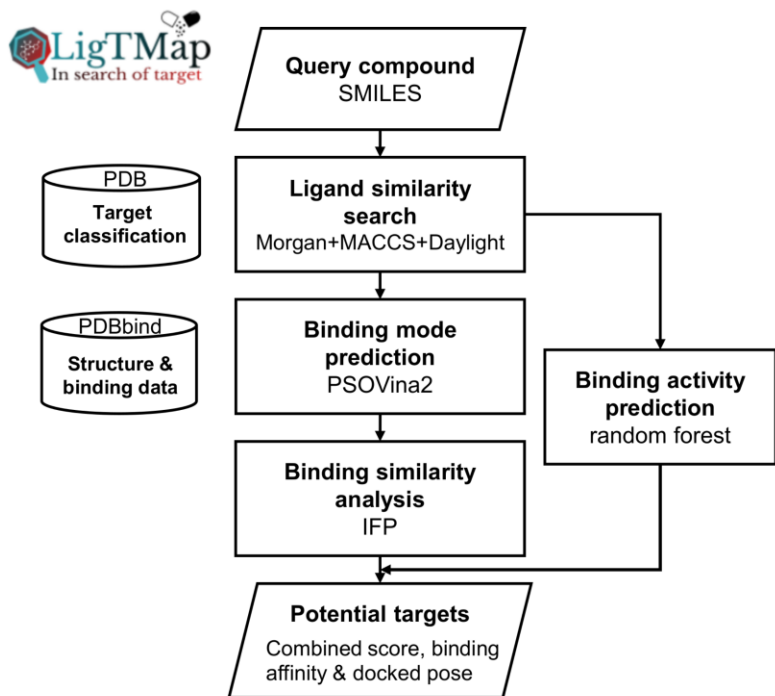 LigTMap
In search of target
Query compound
SMILES
PDB
Target
classification
Ligand similarity
search
Morgan+MACCS+Daylight
PDBbind
Structure &
binding data
Binding mode
prediction
PSOVina2
Binding activity
prediction
random forest
Binding similarity
analysis
IFP
Potential targets
Combined score, binding
affinity & docked pose